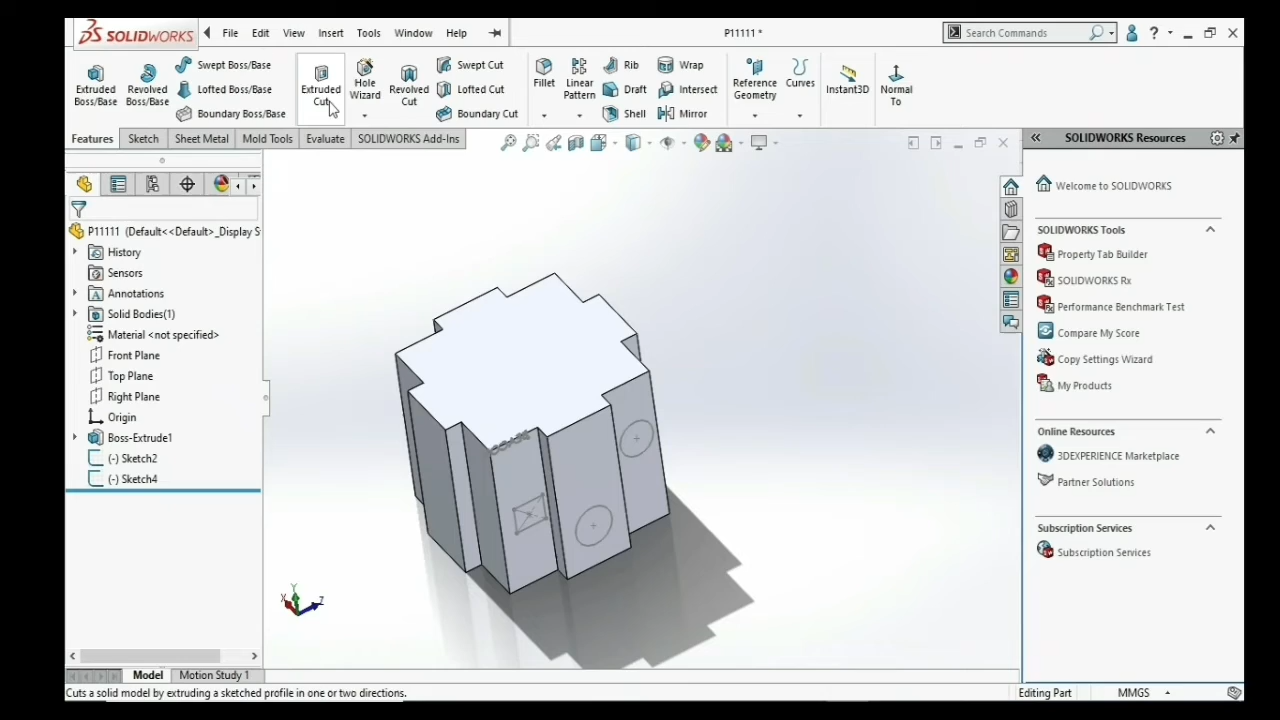 SOLIDWORKS
File Edit View Insert Tools Window Help
P11111 *
Search Commands
?
Extruded Boss/Base
Revolved Boss/Base
Swept Boss/Base
Lofted Boss/Base
Boundary Boss/Base
Extruded Cut
Hole Wizard
Revolved Cut
Swept Cut
Lofted Cut
Boundary Cut
Fillet
Linear Pattern
Rib
Draft
Shell
Wrap
Intersect
Mirror
Reference Geometry
Curves
Instant3D
Normal To
Features Sketch Sheet Metal Mold Tools Evaluate SOLIDWORKS Add-Ins
P11111 (Default<<Default>_Display S
History
Sensors
Annotations
Solid Bodies(1)
Material <not specified>
Front Plane
Top Plane
Right Plane
Origin
Boss-Extrude1
(-) Sketch2
(-) Sketch4
X Y Z
SOLIDWORKS Resources
Welcome to SOLIDWORKS
SOLIDWORKS Tools
Property Tab Builder
SOLIDWORKS Rx
Performance Benchmark Test
Compare My Score
Copy Settings Wizard
My Products
Online Resources
3DEXPERIENCE Marketplace
Partner Solutions
Subscription Services
Subscription Services
Model Motion Study 1
Cuts a solid model by extruding a sketched profile in one or two directions.
Editing Part MMGS